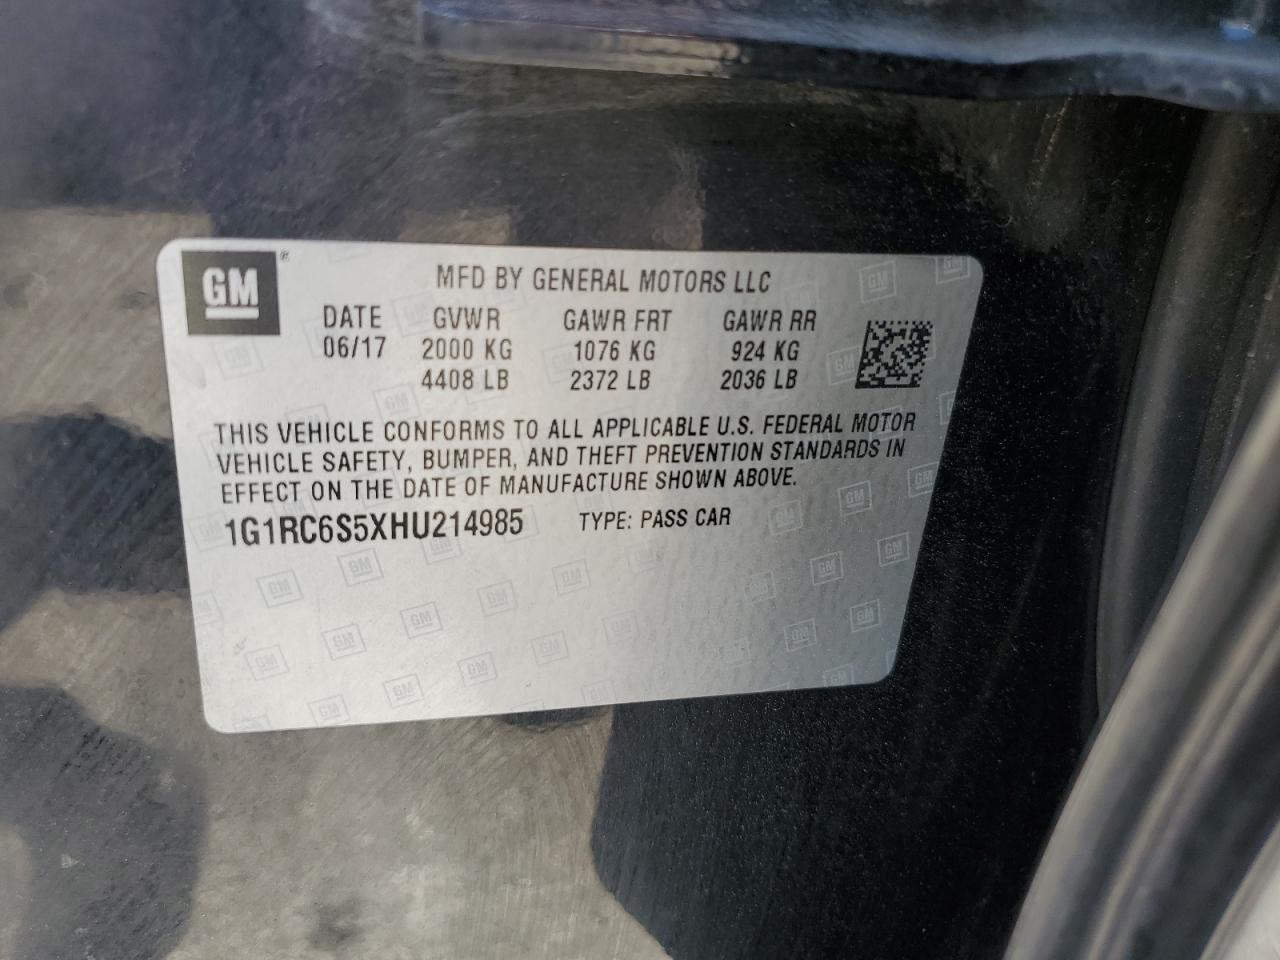 GM ®
MFD BY GENERAL MOTORS LLC
DATE GVWR GAWR FRT GAWR RR
06/17 2000 KG 1076 KG 924 KG
4408 LB 2372 LB 2036 LB
THIS VEHICLE CONFORMS TO ALL APPLICABLE U.S. FEDERAL MOTOR
VEHICLE SAFETY, BUMPER, AND THEFT PREVENTION STANDARDS IN
EFFECT ON THE DATE OF MANUFACTURE SHOWN ABOVE.
1G1RC6S5XHU214985 TYPE: PASS CAR